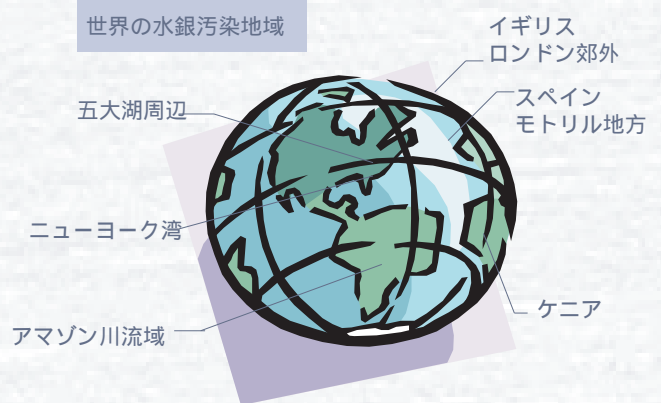 世界の水銀汚染地域
イギリス
ロンドン郊外
スペイン
モトリル地方
五大湖周辺
ニューヨーク湾
ケニア
アマゾン川流域